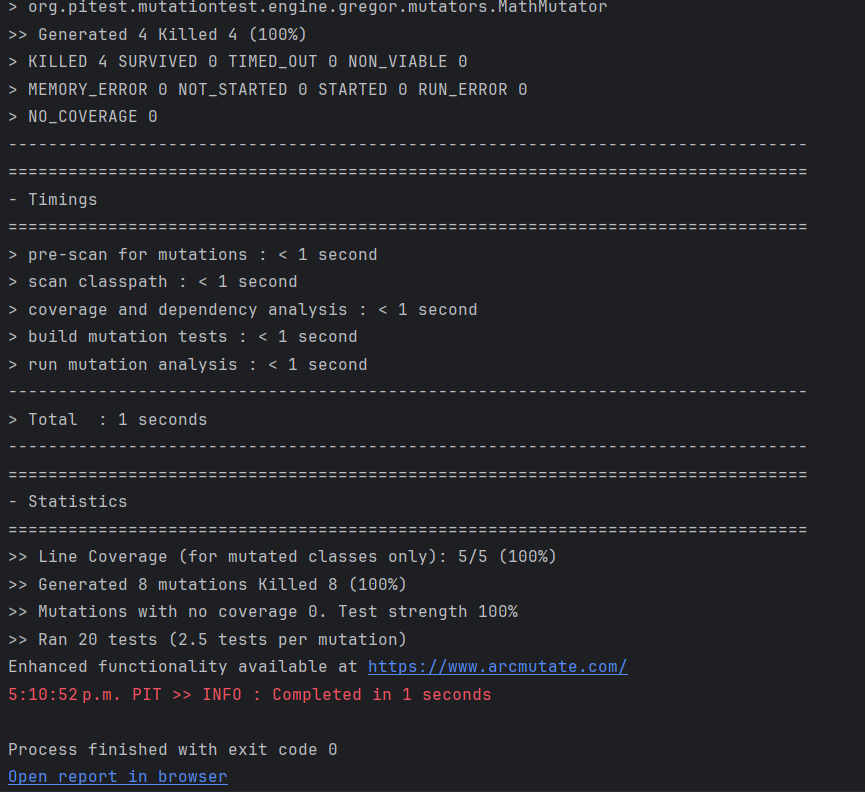 > org.pitest.mutationtest.engine.gregor.mutators.MathMutator
>> Generated 4 Killed 4 (100%)
> KILLED 4 SURVIVED 0 TIMED_OUT 0 NON_VIABLE 0
> MEMORY_ERROR 0 NOT_STARTED 0 STARTED 0 RUN_ERROR 0
> NO_COVERAGE 0
--------------------------------------------------------------------------------
================================================================================
- Timings
================================================================================
> pre-scan for mutations : < 1 second
> scan classpath : < 1 second
> coverage and dependency analysis : < 1 second
> build mutation tests : < 1 second
> run mutation analysis : < 1 second
--------------------------------------------------------------------------------
> Total  : 1 seconds
--------------------------------------------------------------------------------
================================================================================
- Statistics
================================================================================
>> Line Coverage (for mutated classes only): 5/5 (100%)
>> Generated 8 mutations Killed 8 (100%)
>> Mutations with no coverage 0. Test strength 100%
>> Ran 20 tests (2.5 tests per mutation)
Enhanced functionality available at https://www.arcmutate.com/
5:10:52 p.m. PIT >> INFO : Completed in 1 seconds
Process finished with exit code 0
Open report in browser